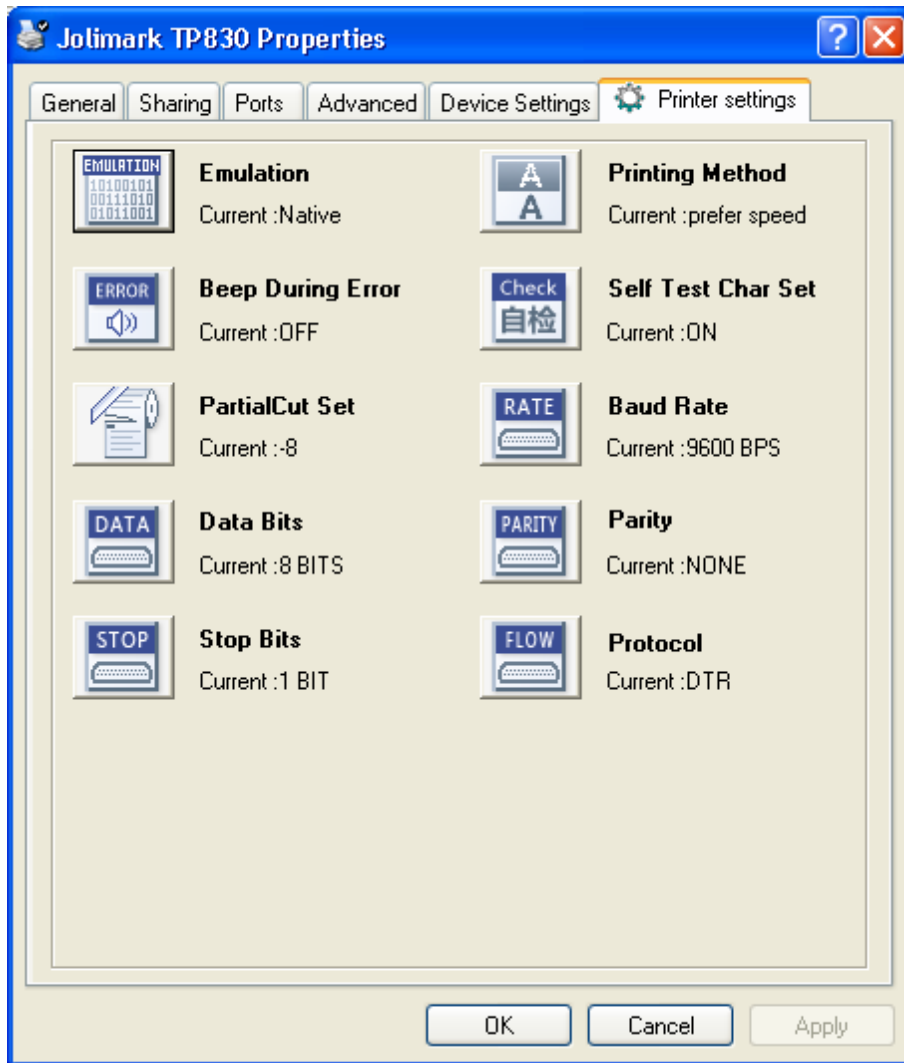 Jolimark TP830 Properties
General
Sharing
Ports
Advanced
Device Settings
Printer settings
EMULATION
10100101
00111010
01011001
Emulation
Current :Native
A
A
Printing Method
Current :prefer speed
ERROR
Beep During Error
Current :OFF
Check
自检
Self Test Char Set
Current :ON
PartialCut Set
Current :-8
RATE
Baud Rate
Current :9600 BPS
DATA
Data Bits
Current :8 BITS
PARITY
Parity
Current :NONE
STOP
Stop Bits
Current :1 BIT
FLOW
Protocol
Current :DTR
OK
Cancel
Apply